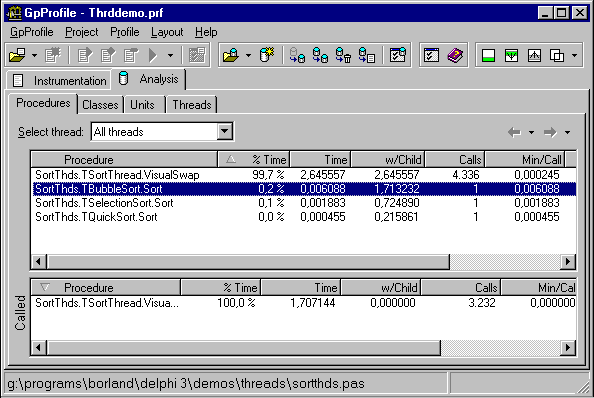 GpProfile - Thrddemo.prf
GpProfile Project Profile Layout Help
Instrumentation Analysis
Procedures Classes Units Threads
Select thread: All threads
Procedure % Time Time w/Child Calls Min/Call
SortThds.TSortThread.VisualSwap 99,7 % 2,645557 2,645557 4.336 0,000245
SortThds.TBubbleSort.Sort 0,2 % 0,006088 1,713232 1 0,006088
SortThds.TSelectionSort.Sort 0,1 % 0,001883 0,724890 1 0,001883
SortThds.TQuickSort.Sort 0,0 % 0,000455 0,215861 1 0,000455
Called
Procedure % Time Time w/Child Calls Min/Cal
SortThds.TSortThread.Visua... 100,0 % 1,707144 0,000000 3.232 0,000000
g:\programs\borland\delphi 3\demos\threads\sortthds.pas